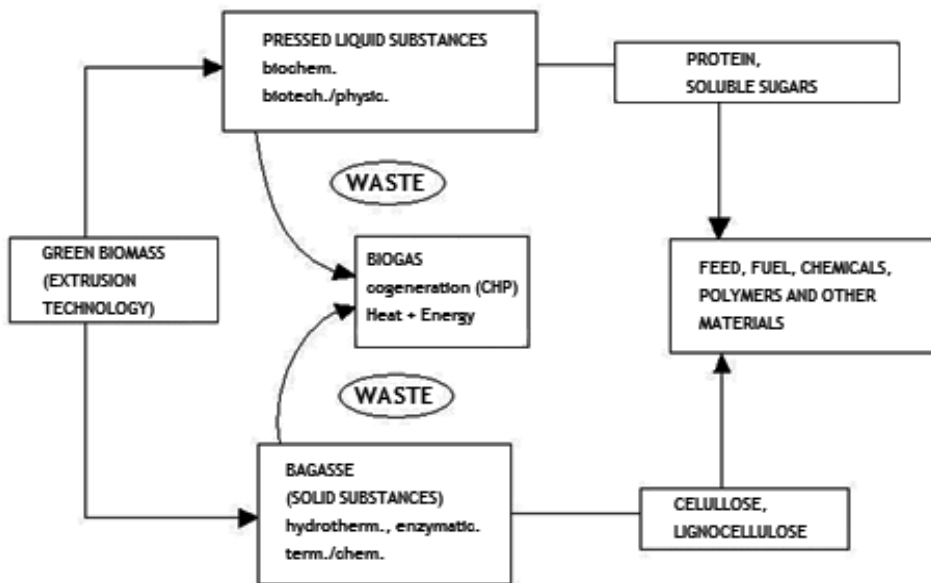 PRESSED LIQUID SUBSTANCES
biochem.
biotech./physic.
PROTEIN,
SOLUBLE SUGARS
WASTE
GREEN BIOMASS
(EXTRUSION
TECHNOLOGY)
BIOGAS
cogeneration (CHP)
Heat + Energy
FEED, FUEL, CHEMICALS,
POLYMERS AND OTHER
MATERIALS
WASTE
BAGASSE
(SOLID SUBSTANCES)
hydrotherm., enzymatic.
term./chem.
CELULLOSE,
LIGNOCELLULOSE